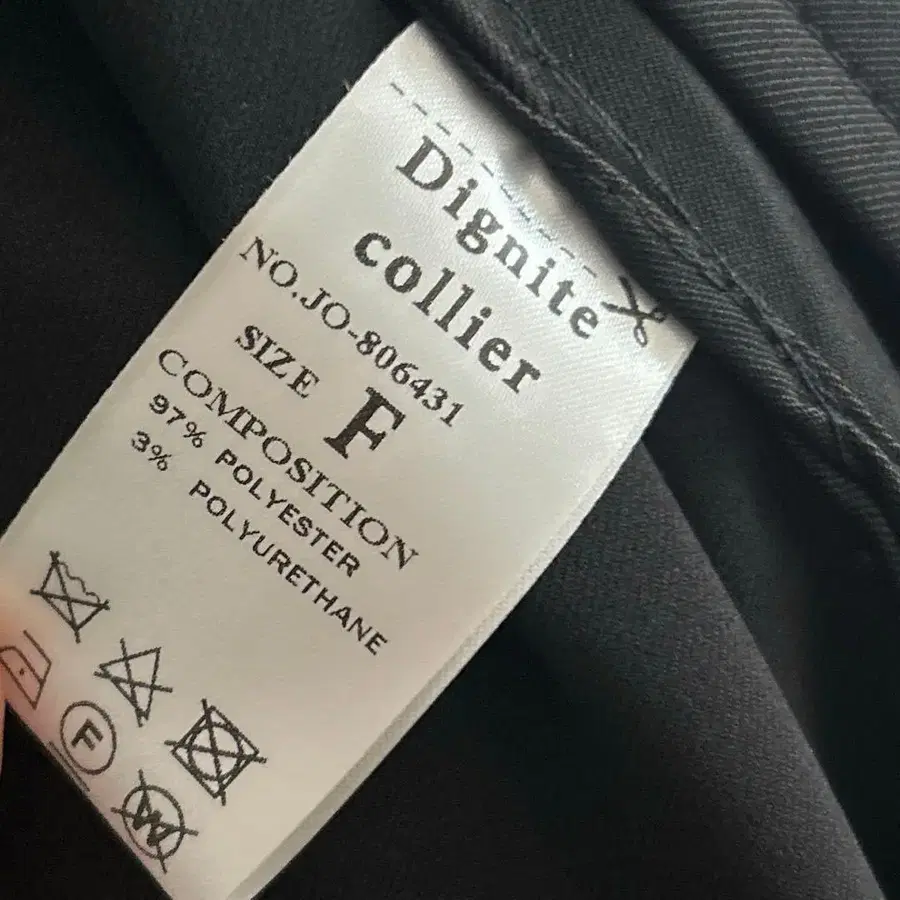 Dignite
collier
NO.JO-806431
SIZE F
COMPOSITION
97% POLYESTER
3% POLYURETHANE
F
W